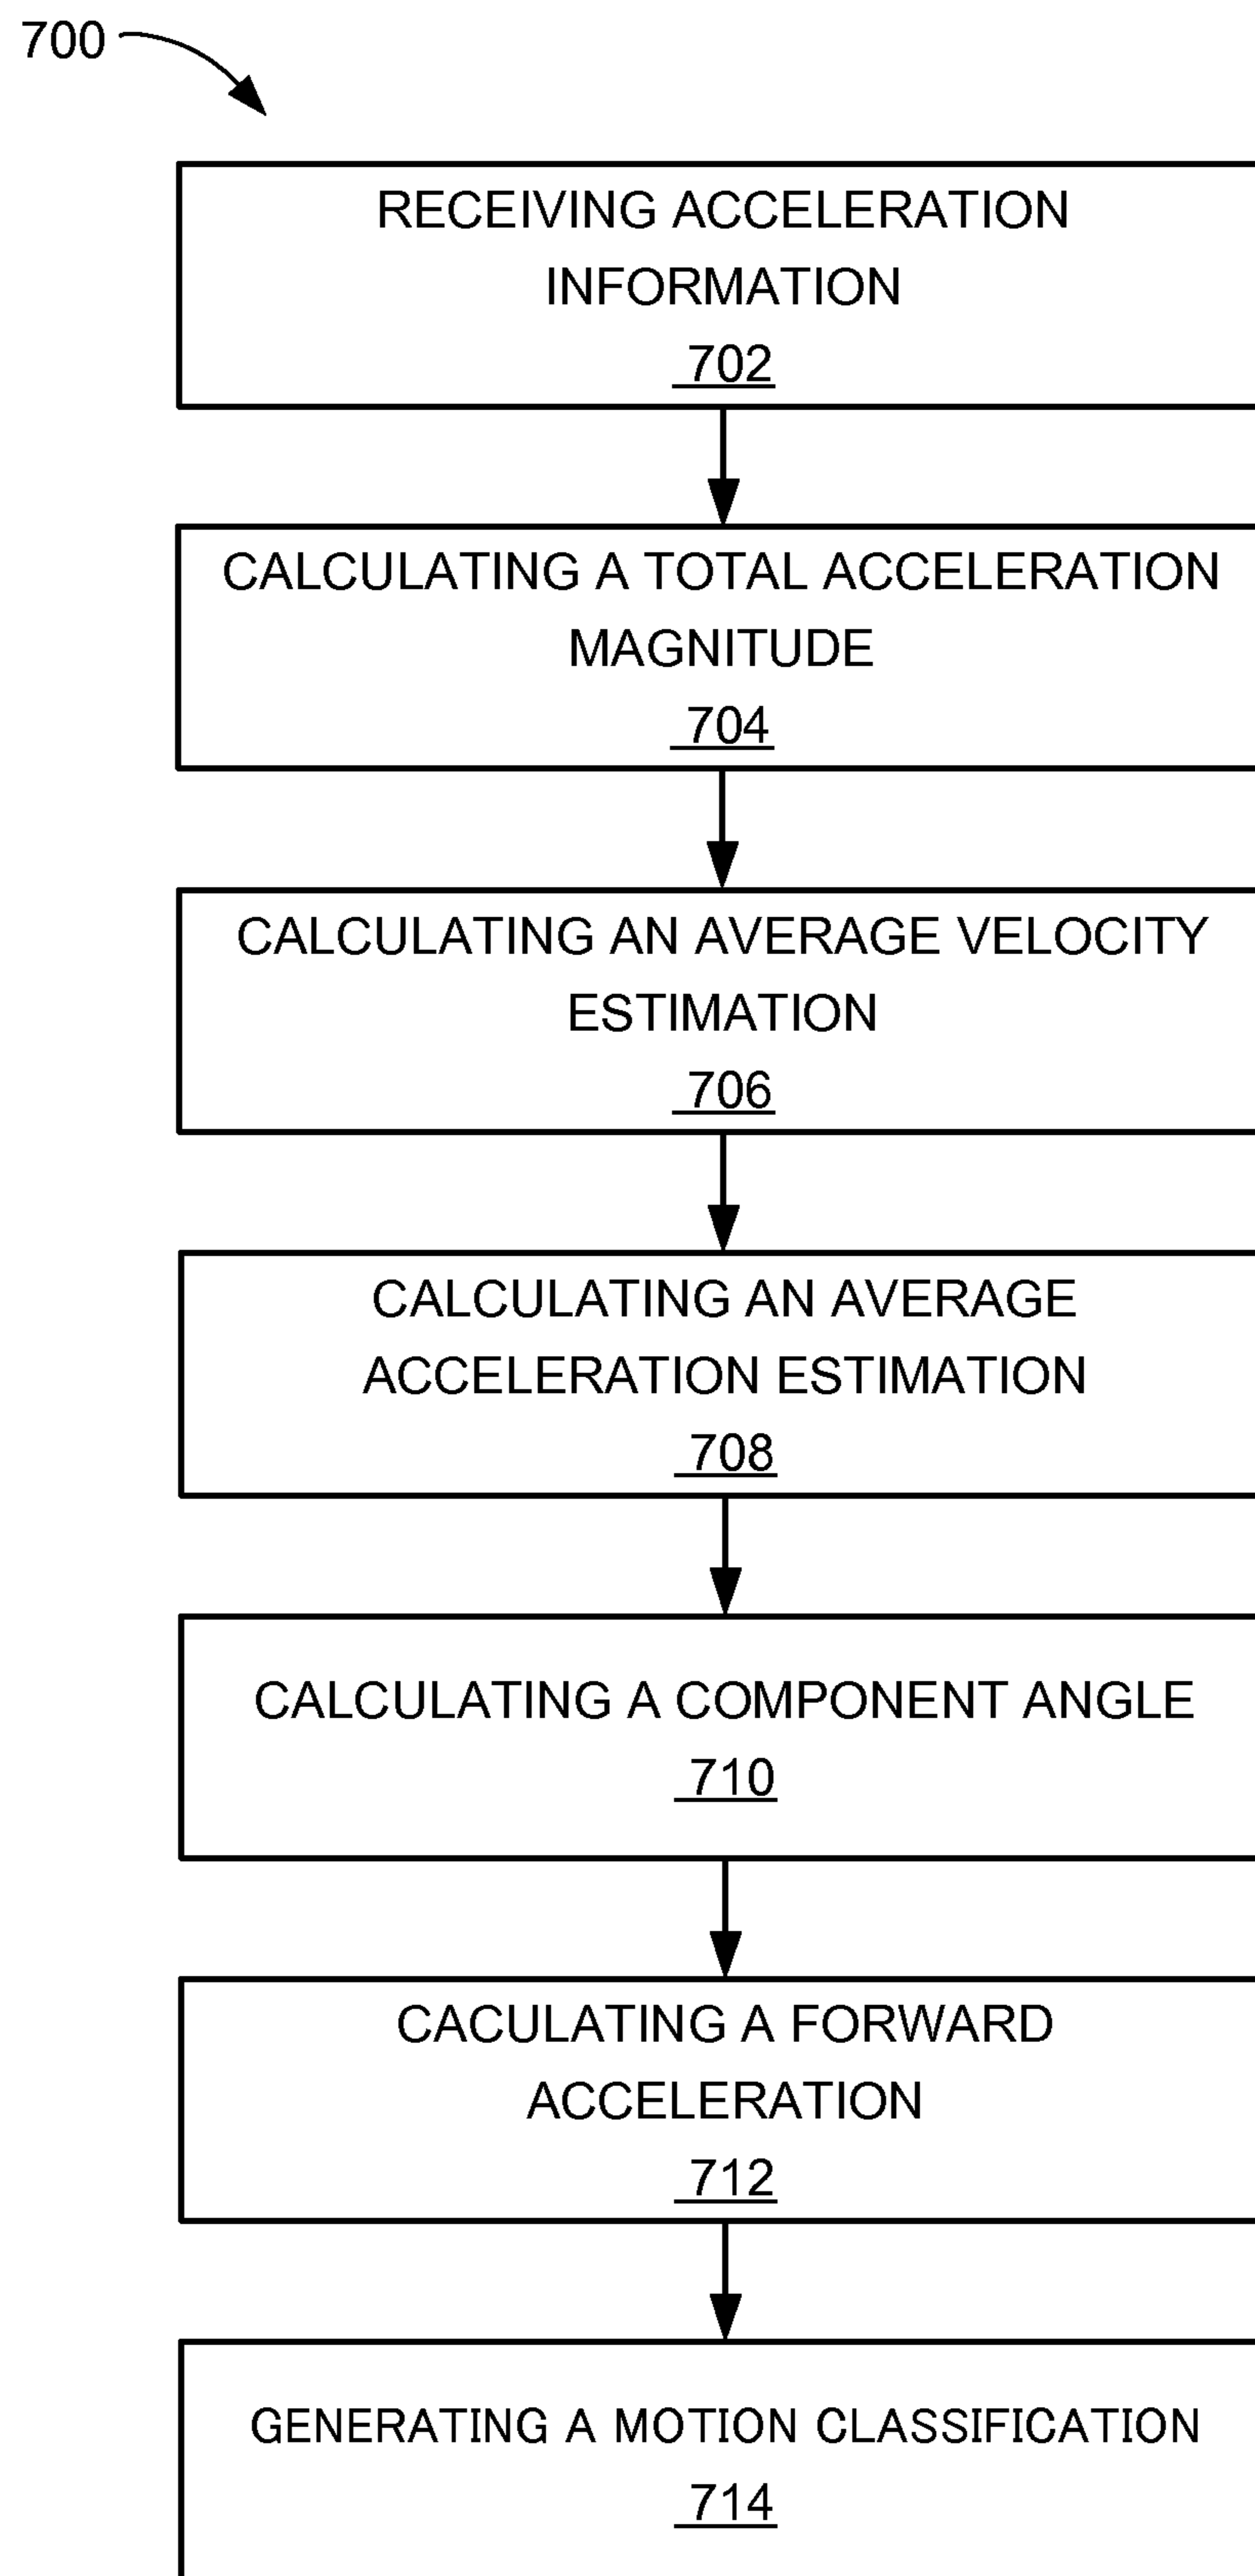 700
RECEIVING ACCELERATION
INFORMATION
702
CALCULATING A TOTAL ACCELERATION
MAGNITUDE
704
CALCULATING AN AVERAGE VELOCITY
ESTIMATION
706
CALCULATING AN AVERAGE
ACCELERATION ESTIMATION
708
CALCULATING A COMPONENT ANGLE
710
CACULATING A FORWARD
ACCELERATION
712
GENERATING A MOTION CLASSIFICATION
714